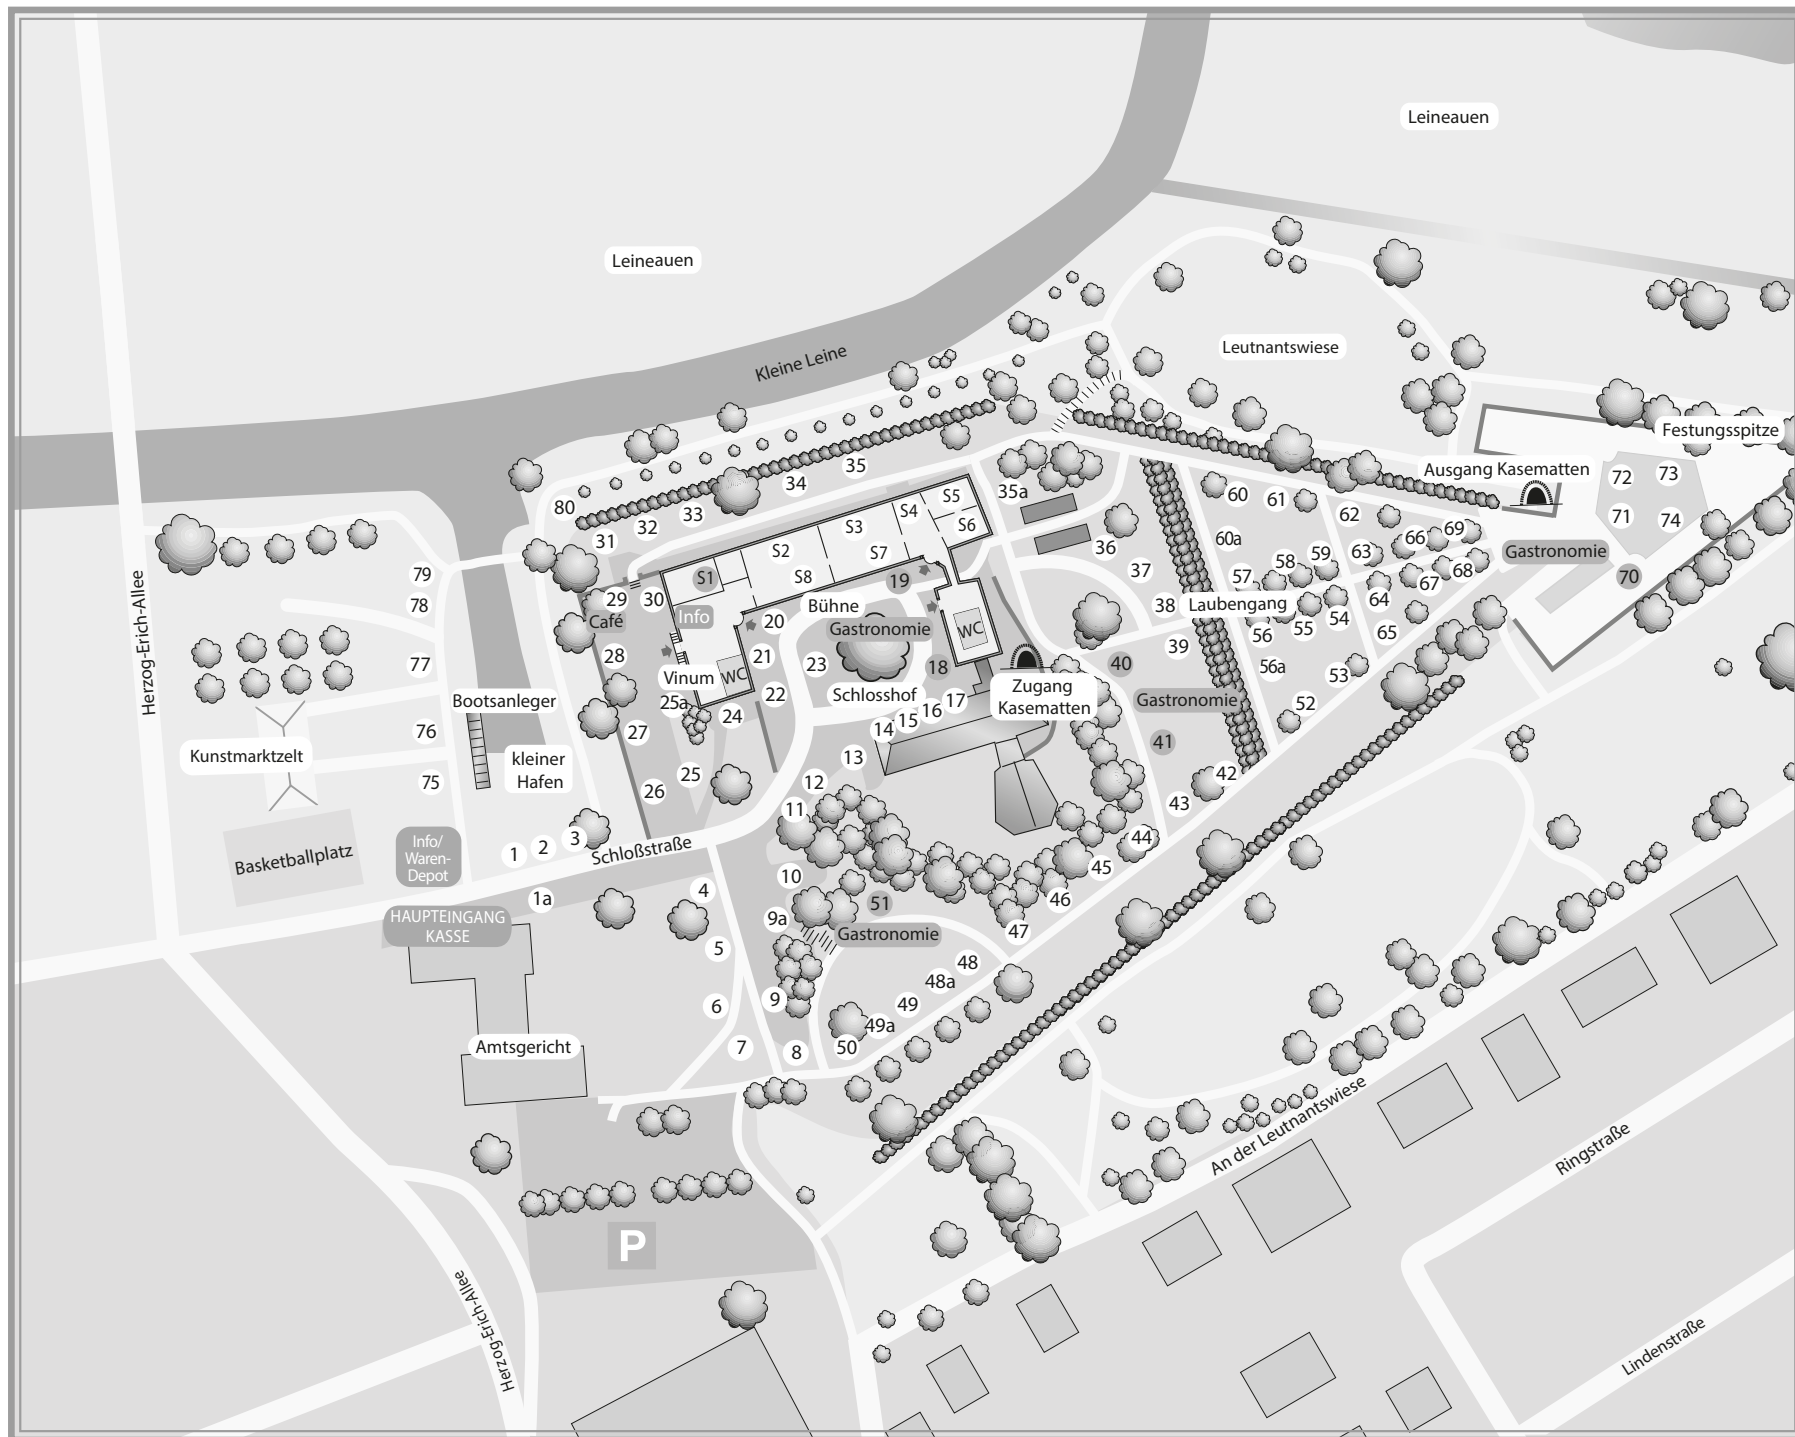 Leineauen
Leineauen
Kleine Leine
Leutnantswiese
Festungsspitze
Ausgang Kasematten
Gastronomie
Herzog-Erich-Allee
72
73
71
74
70
80
31
32
33
34
35
35a
36
37
38
39
40
60
61
62
60a
63
66
69
58
59
57
67
68
64
Laubengang
56
55
54
65
56a
53
52
79
78
77
76
75
29
30
Café
28
27
26
S1
S2
S3
S4
S5
S6
S7
S8
Info
WC
Vinum
25a
25
24
20
21
22
23
19
Bühne
Gastronomie
WC
18
Schlosshof
17
16
15
14
13
12
11
Zugang
Kasematten
Gastronomie
41
42
43
44
45
46
47
Bootsanleger
kleiner
Hafen
Kunstmarktzelt
Basketballplatz
Info/
Waren-
Depot
1
2
3
Schloßstraße
1a
HAUPTEINGANG
KASSE
4
5
6
7
8
9
9a
10
51
Gastronomie
48
48a
49
49a
50
Amtsgericht
P
An der Leutnantswiese
Ringstraße
Lindenstraße
Herzog-Erich-Allee